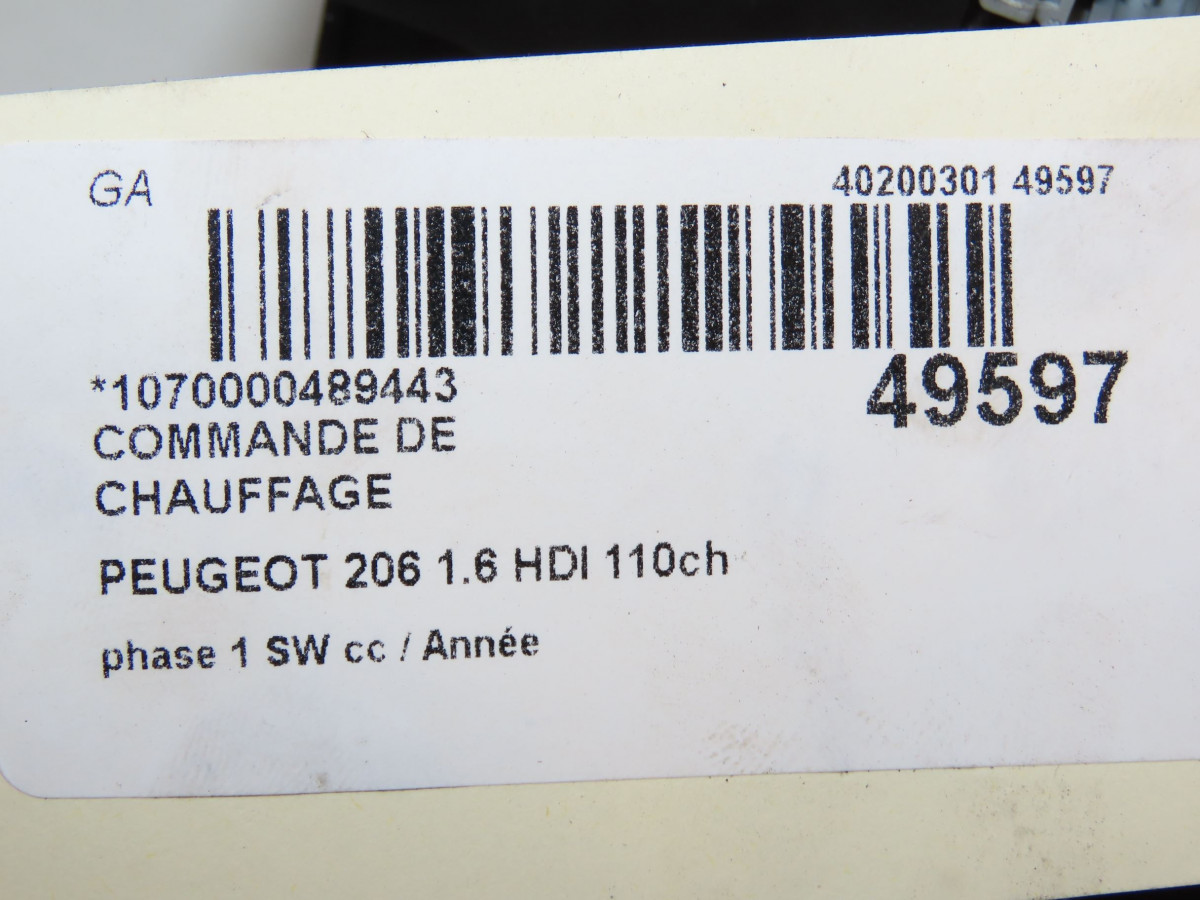 GA
40200301 49597
*1070000489443
49597
COMMANDE DE
CHAUFFAGE
PEUGEOT 206 1.6 HDI 110ch
phase 1 SW cc / Année